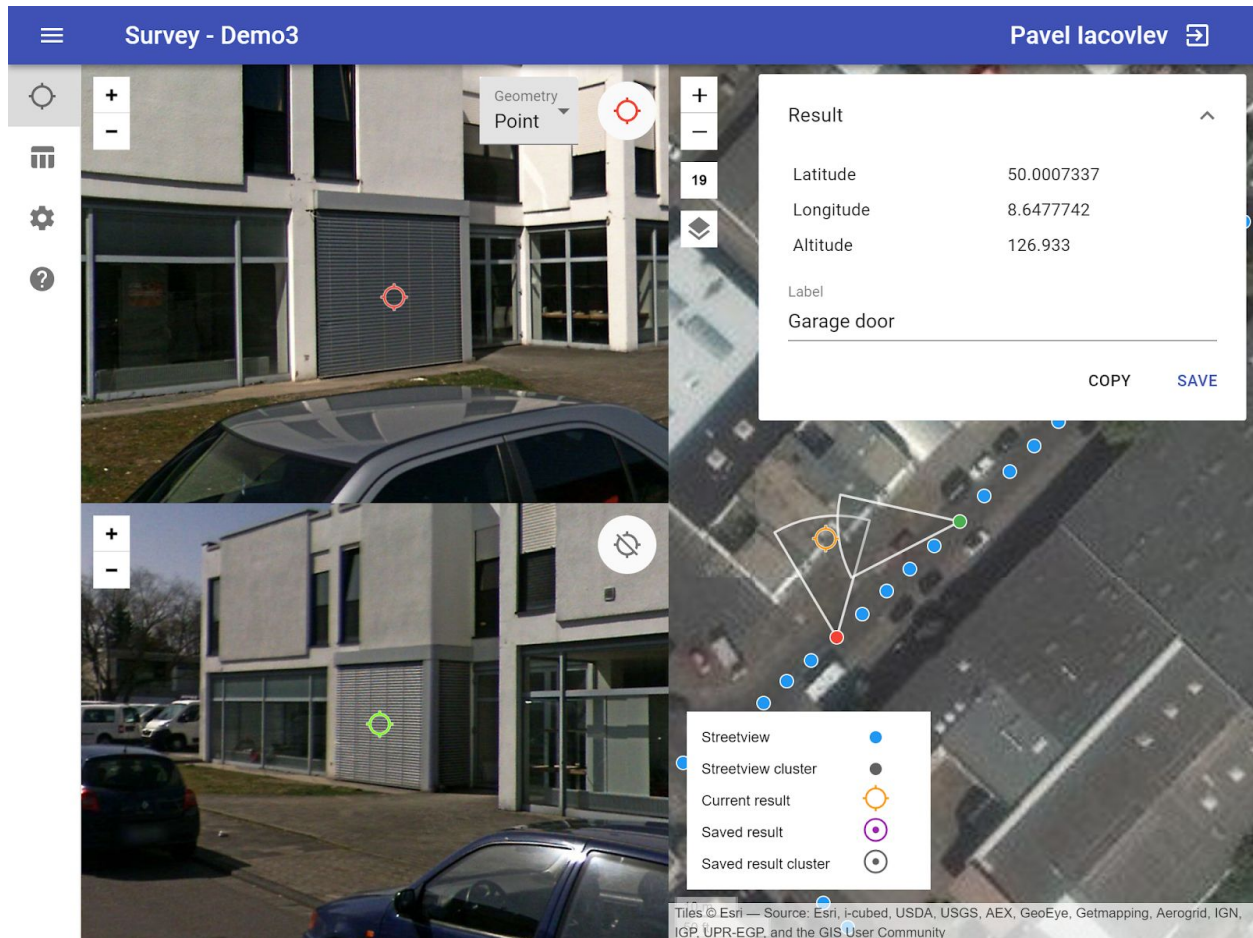 Survey - Demo3
Pavel Iacovlev
+
-
Geometry
Point
+
-
+
−
19
Result
Latitude 50.0007337
Longitude 8.6477742
Altitude 126.933
Label
Garage door
COPY
SAVE
Streetview
Streetview cluster
Current result
Saved result
Saved result cluster
Tiles © Esri — Source: Esri, i-cubed, USDA, USGS, AEX, GeoEye, Getmapping, Aerogrid, IGN,
IGP, UPR-EGP, and the GIS User Community